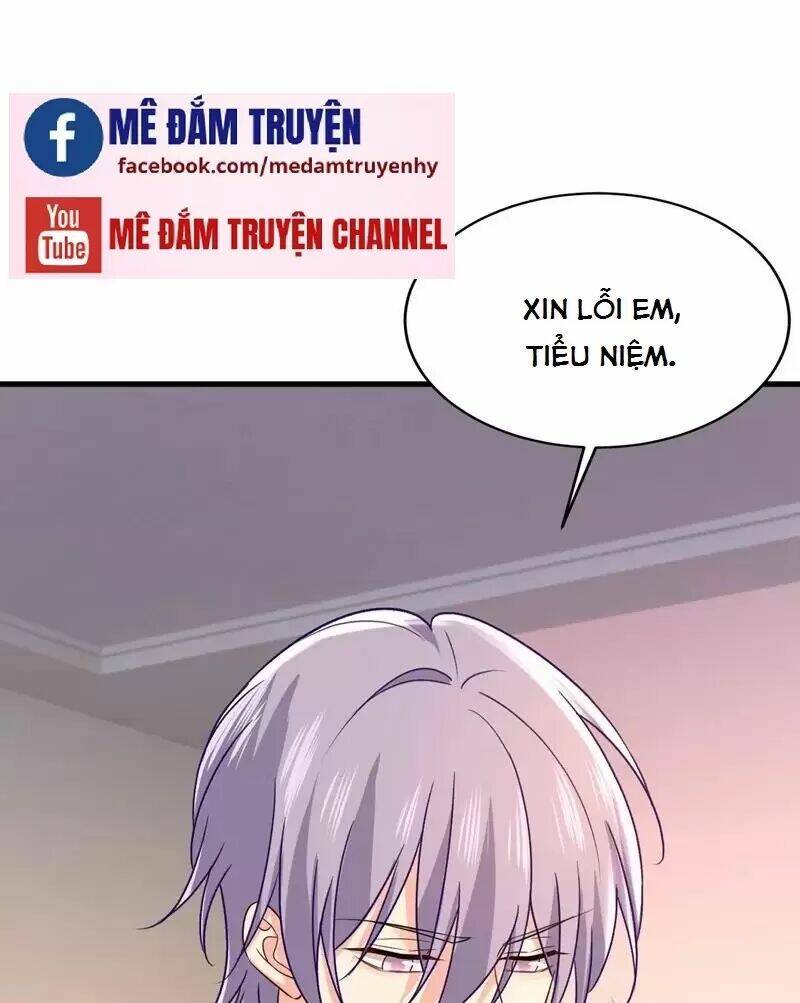 MÊ ĐẮM TRUYỆN
facebook.com/medamtruyenhy
You
Tube
MÊ ĐẮM TRUYỆN CHANNEL
XIN LỖI EM,
TIỂU NIỆM.